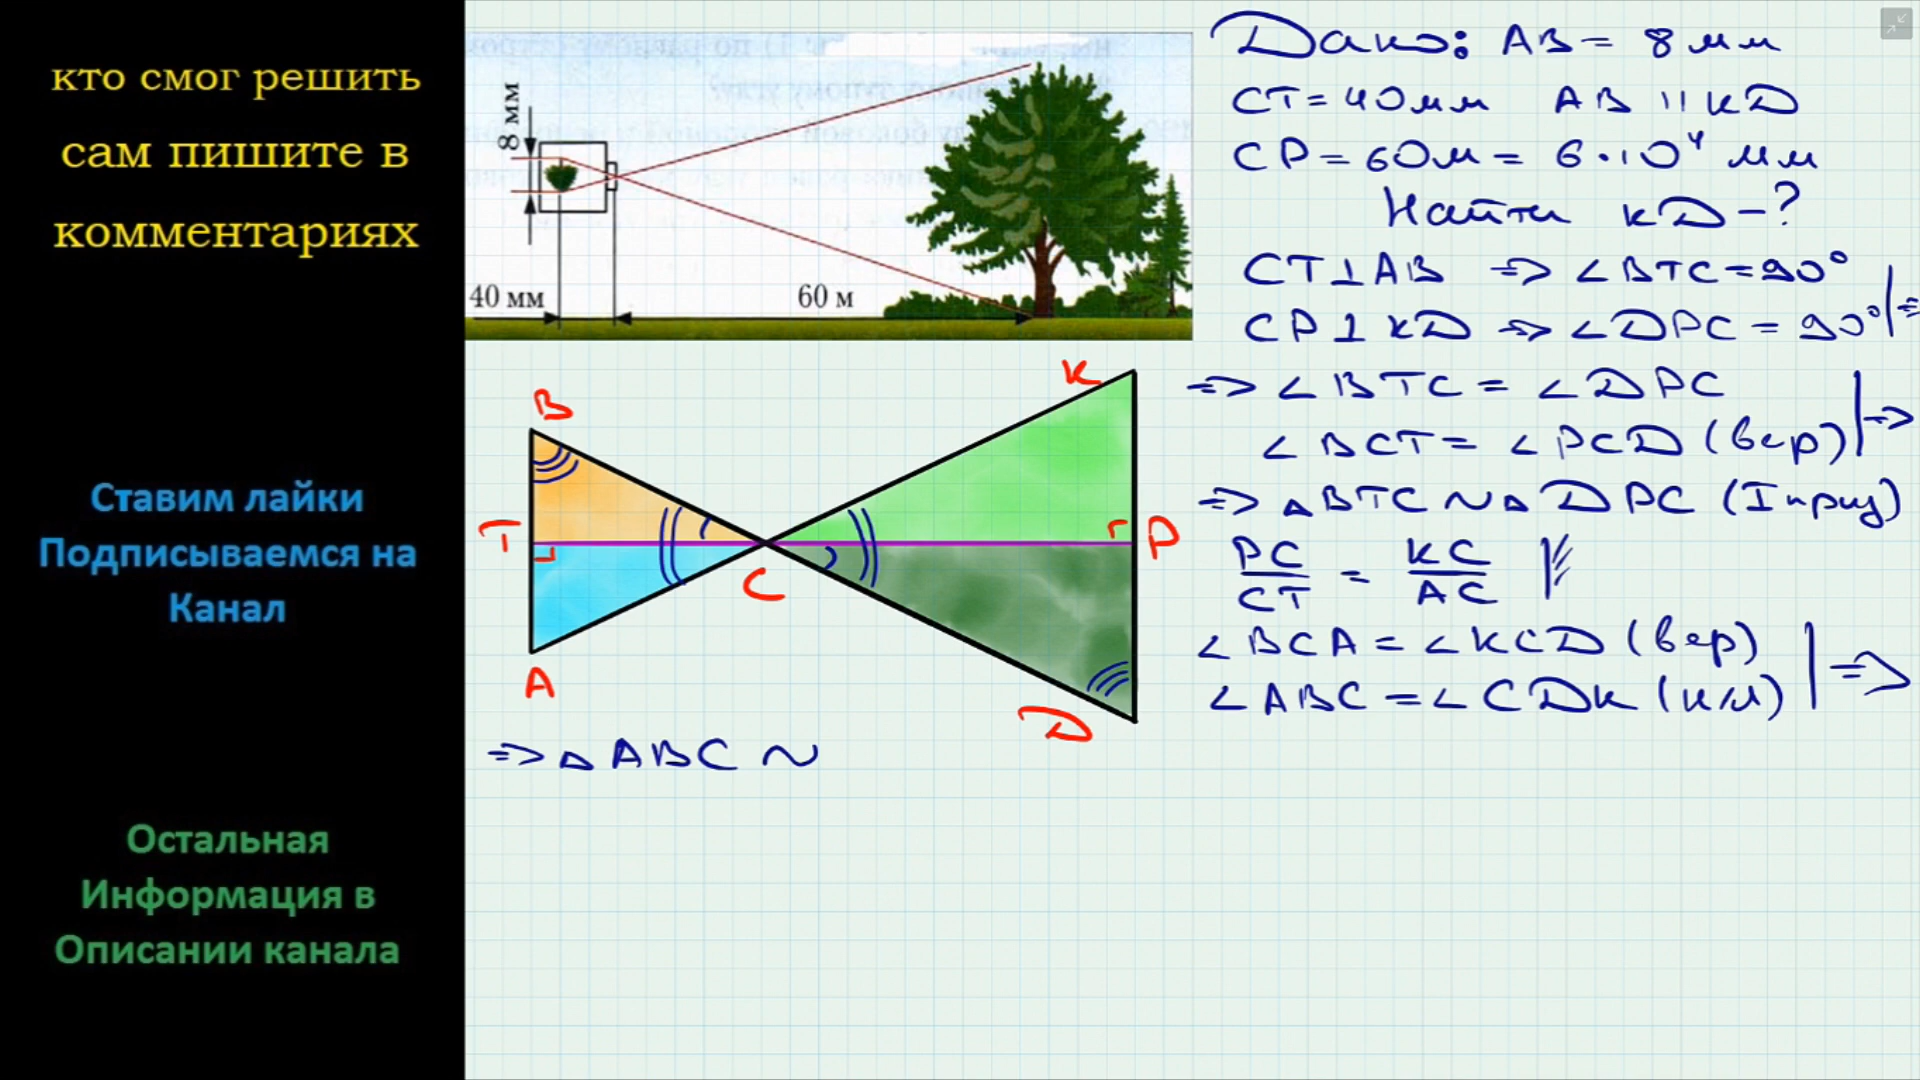 кто смог решить
сам пишите в
комментариях
Ставим лайки
Подписываемся на
Канал
Остальная
Информация в
Описании канала
8 мм
40 мм
60 м
B
T
A
C
K
P
D
Дано: AB = 8 мм
CT = 40 мм AB || KD
CP = 60м = 6·10⁴ мм
Найти KD - ?
CT⊥AB => ∠BTC = 90°
CP⊥KD => ∠DPC = 90° | =>
=> ∠BTC = ∠DPC
∠BCT = ∠PCD (вер) | =>
=> △BTC ~ △DPC (I приз)
PC/CT = KC/AC
∠BCA = ∠KCD (вер)
∠ABC = ∠CDK (н/л) | =>
=> △ABC ~